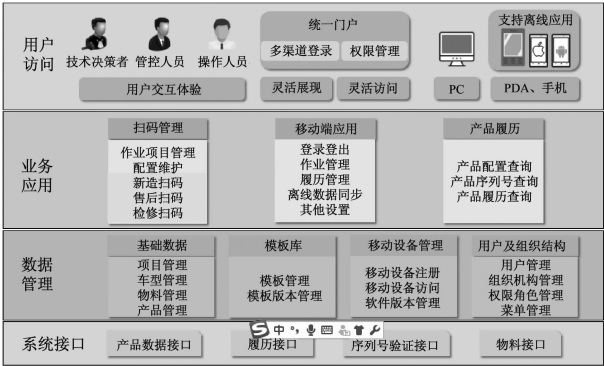 用户
访问
技术决策者
管控人员
操作人员
用户交互体验
统一门户
多渠道登录
权限管理
灵活展现
灵活访问
PC
支持离线应用
PDA、手机
业务
应用
扫码管理
作业项目管理
配置维护
新造扫码
售后扫码
检修扫码
移动端应用
登录登出
作业管理
履历管理
离线数据同步
其他设置
产品履历
产品配置查询
产品序列号查询
产品履历查询
数据
管理
基础数据
项目管理
车型管理
物料管理
产品管理
模板库
模板管理
模板版本管理
移动设备管理
移动设备注册
移动设备访问
软件版本管理
用户及组织结构
用户管理
组织机构管理
权限角色管理
菜单管理
中
系统接口
产品数据接口
履历接口
序列号验证接口
物料接口